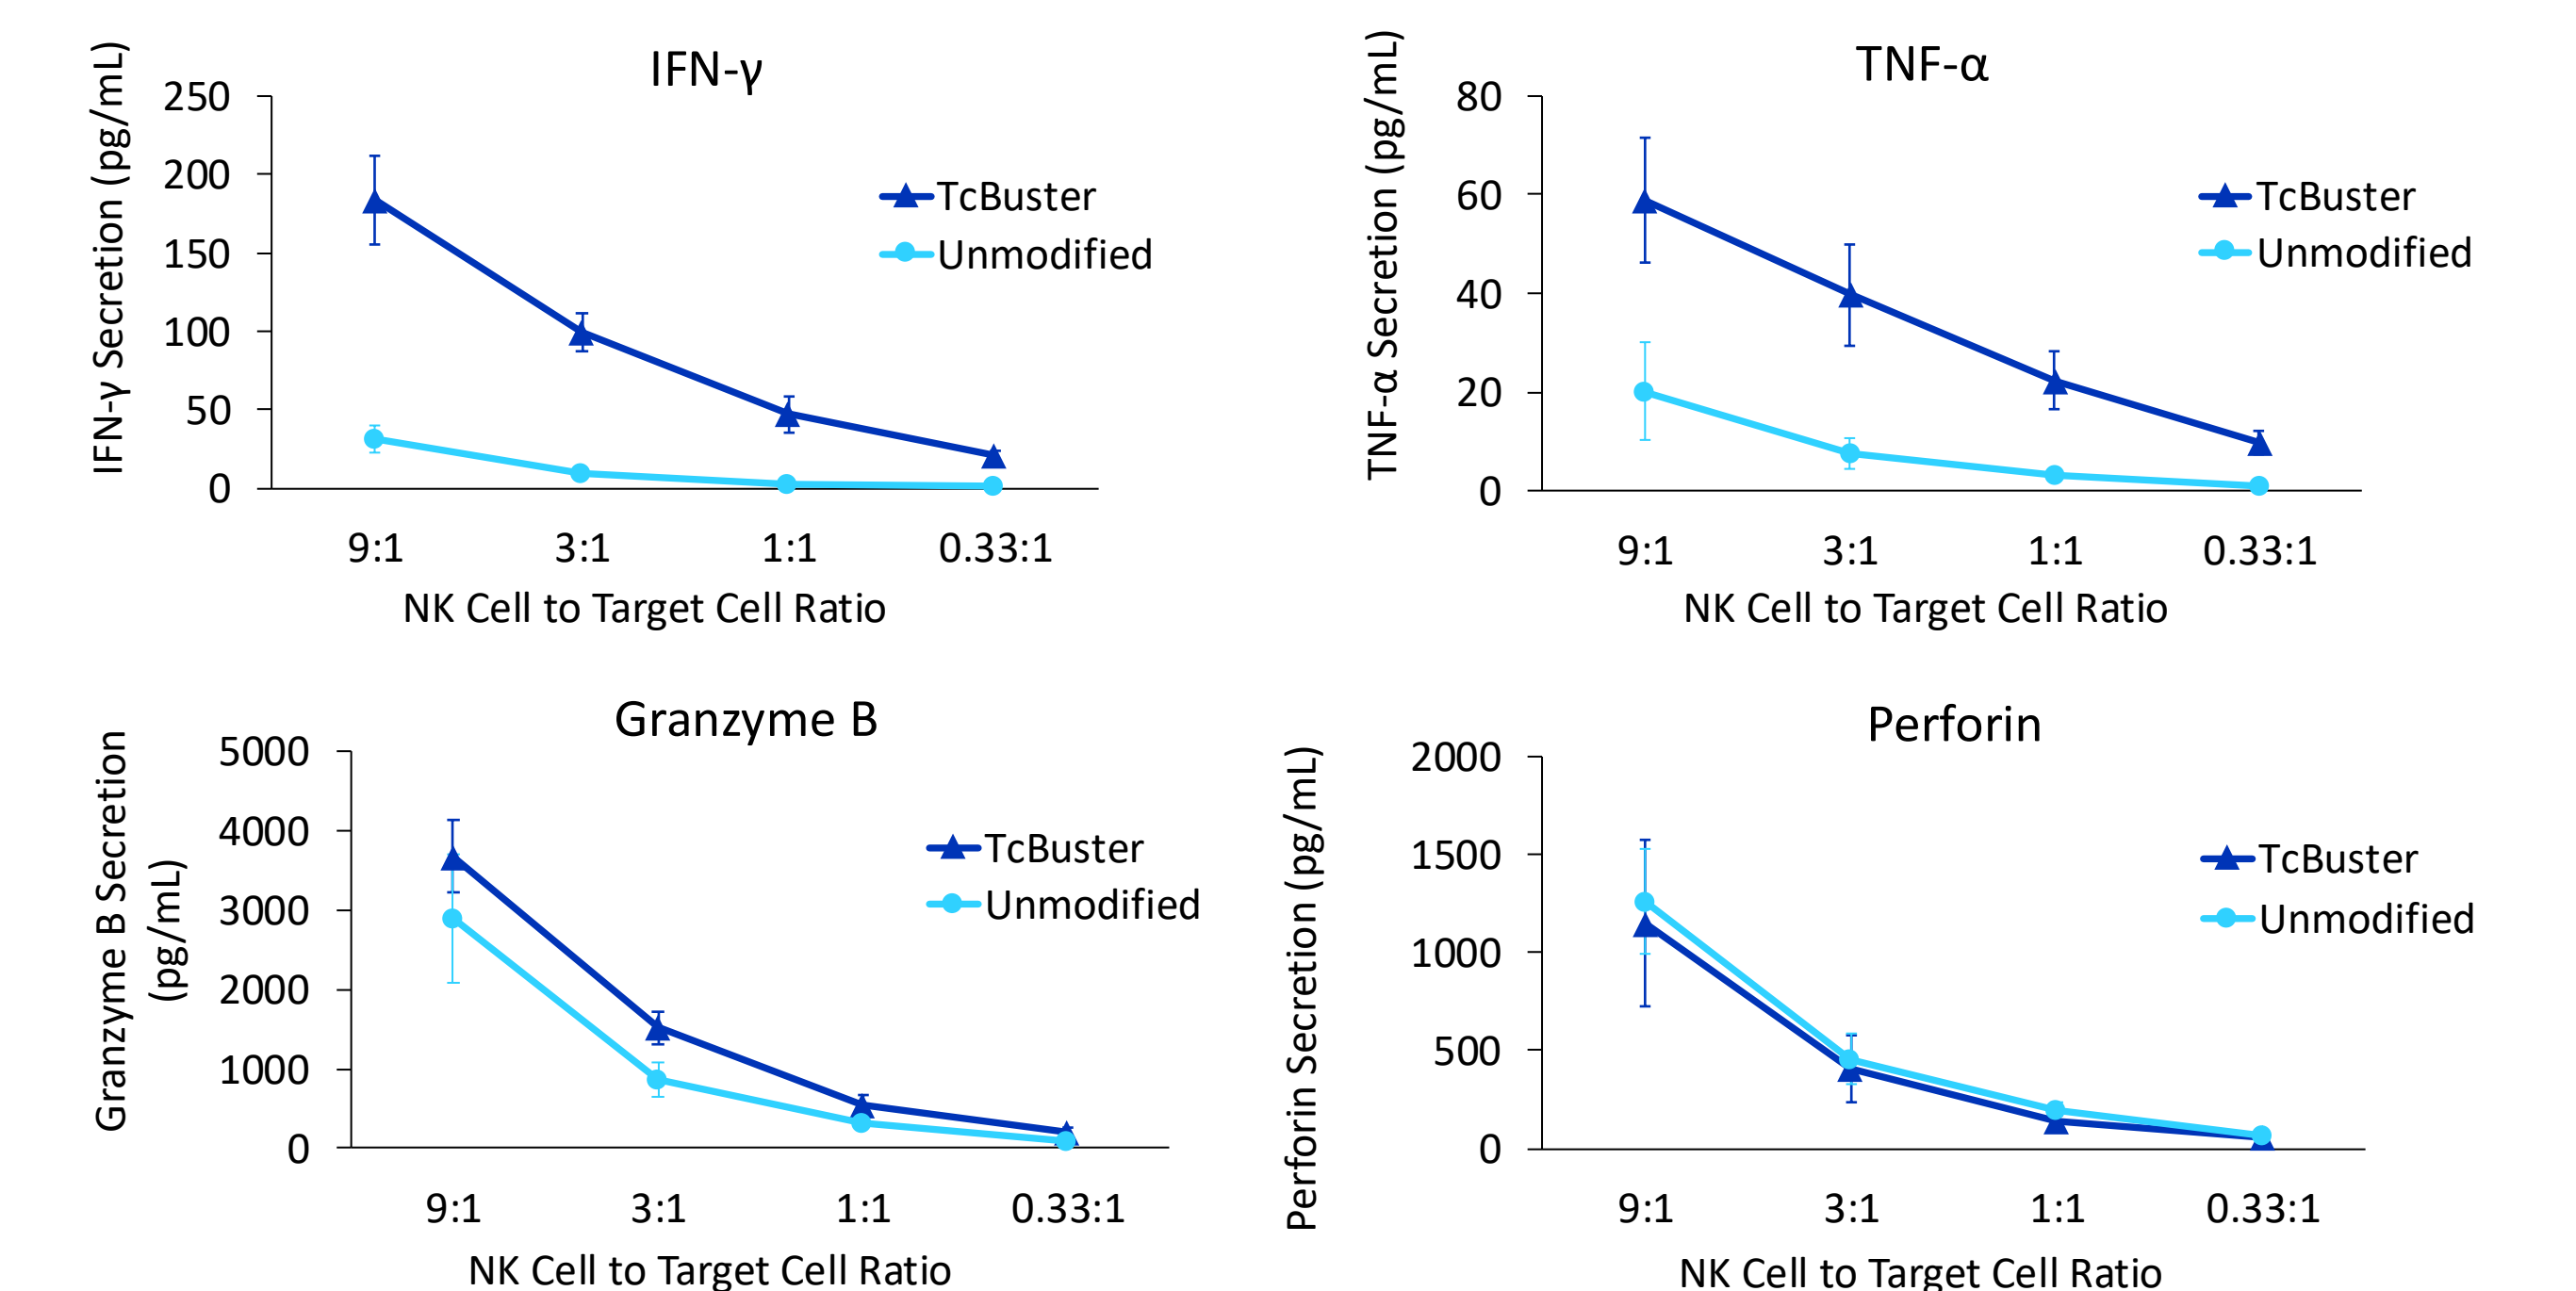 IFN-γ
IFN-γ Secretion (pg/mL)
250
200
150
100
50
0
TcBuster
Unmodified
9:1 3:1 1:1 0.33:1
NK Cell to Target Cell Ratio
TNF-α
TNF-α Secretion (pg/mL)
80
60
40
20
0
TcBuster
Unmodified
9:1 3:1 1:1 0.33:1
NK Cell to Target Cell Ratio
Granzyme B
Granzyme B Secretion
(pg/mL)
5000
4000
3000
2000
1000
0
TcBuster
Unmodified
9:1 3:1 1:1 0.33:1
NK Cell to Target Cell Ratio
Perforin
Perforin Secretion (pg/mL)
2000
1500
1000
500
0
TcBuster
Unmodified
9:1 3:1 1:1 0.33:1
NK Cell to Target Cell Ratio